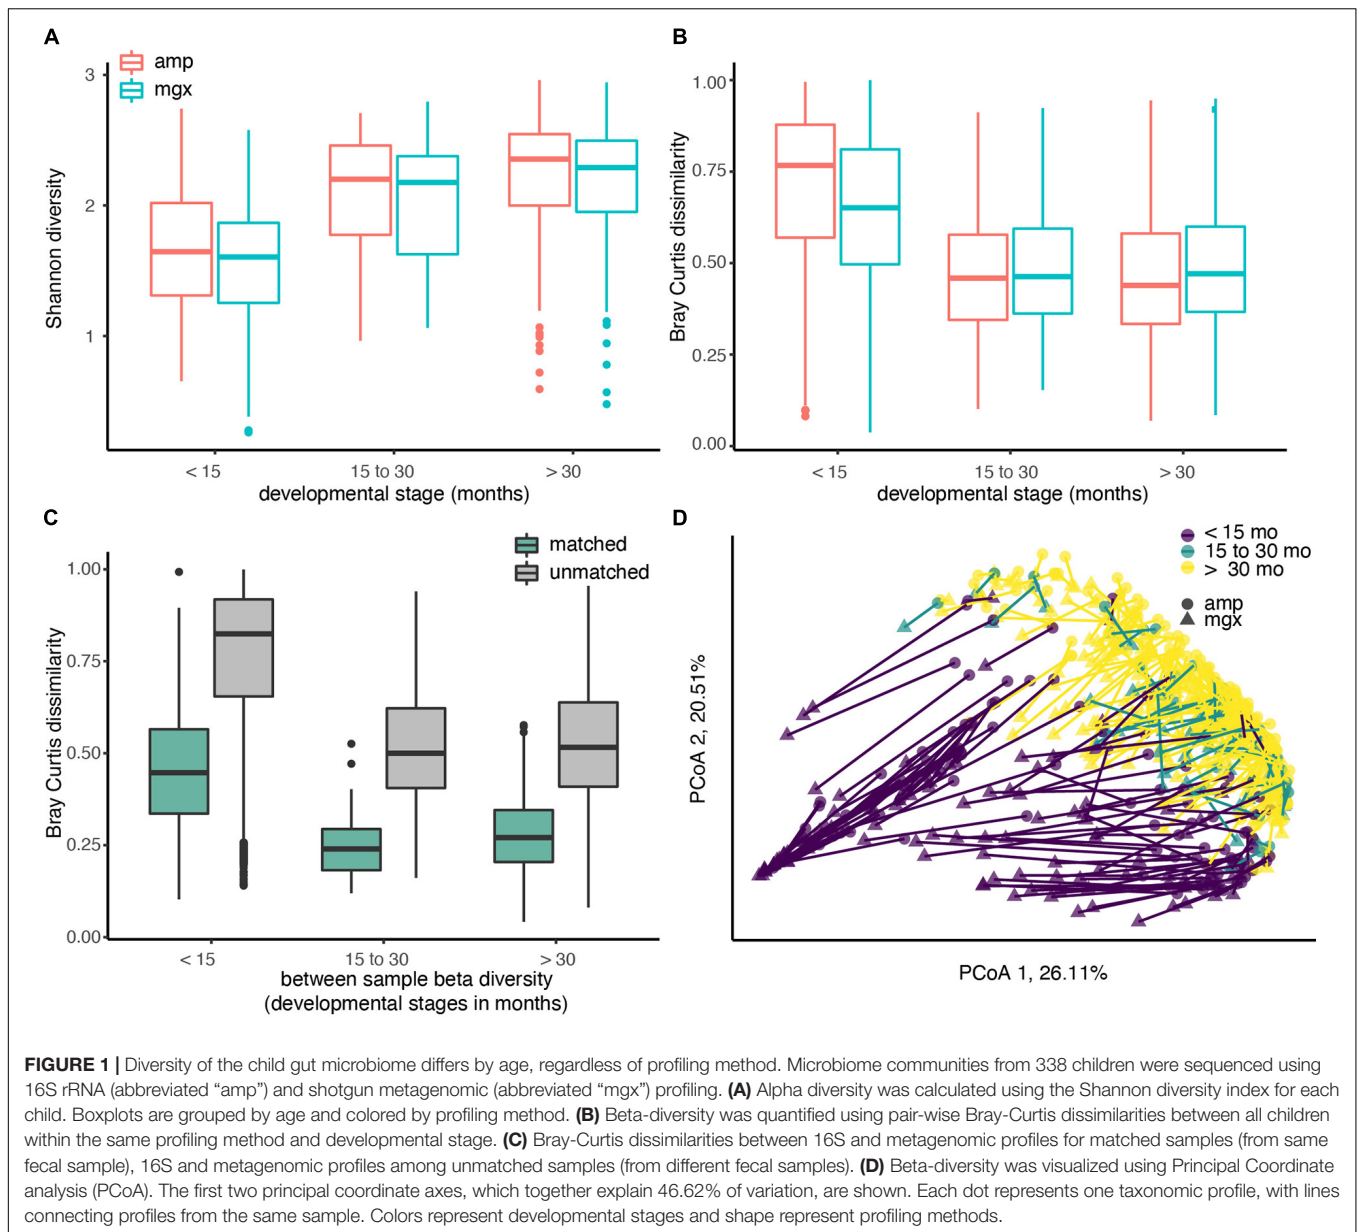 A
amp
mgx
3
2
1
Shannon diversity
< 15
15 to 30
> 30
developmental stage (months)
B
1.00
0.75
0.50
0.25
0.00
Bray Curtis dissimilarity
< 15
15 to 30
> 30
developmental stage (months)
C
matched
unmatched
1.00
0.75
0.50
0.25
0.00
Bray Curtis dissimilarity
< 15
15 to 30
> 30
between sample beta diversity
(developmental stages in months)
D
< 15 mo
15 to 30 mo
> 30 mo
amp
mgx
PCoA 2, 20.51%
PCoA 1, 26.11%
FIGURE 1 | Diversity of the child gut microbiome differs by age, regardless of profiling method. Microbiome communities from 338 children were sequenced using
16S rRNA (abbreviated “amp”) and shotgun metagenomic (abbreviated “mgx”) profiling. (A) Alpha diversity was calculated using the Shannon diversity index for each
child. Boxplots are grouped by age and colored by profiling method. (B) Beta-diversity was quantified using pair-wise Bray-Curtis dissimilarities between all children
within the same profiling method and developmental stage. (C) Bray-Curtis dissimilarities between 16S and metagenomic profiles for matched samples (from same
fecal sample), 16S and metagenomic profiles among unmatched samples (from different fecal samples). (D) Beta-diversity was visualized using Principal Coordinate
analysis (PCoA). The first two principal coordinate axes, which together explain 46.62% of variation, are shown. Each dot represents one taxonomic profile, with lines
connecting profiles from the same sample. Colors represent developmental stages and shape represent profiling methods.